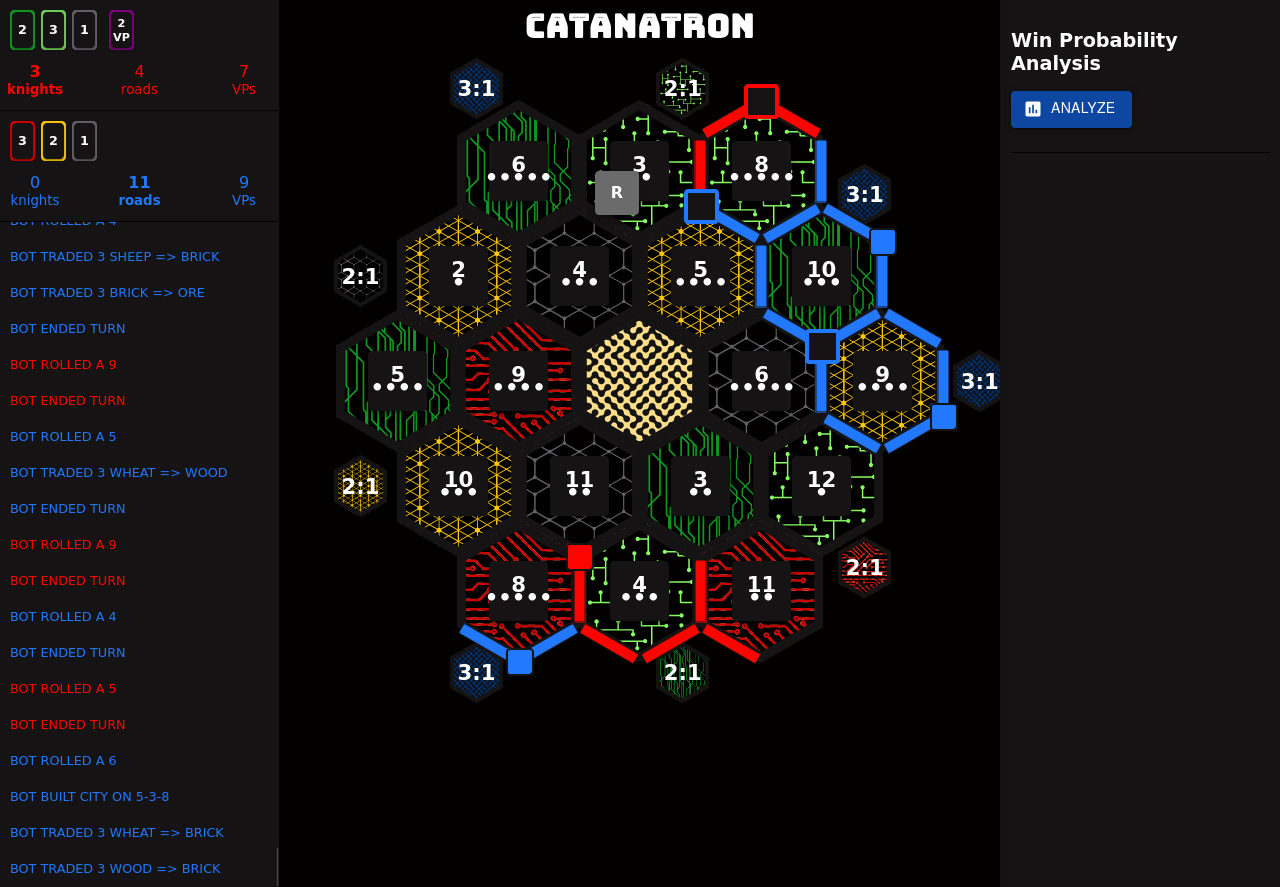 2 3 1 2 VP
3 4 7
knights roads VPs
3 2 1
0 11 9
knights roads VPs
BOT ROLLED A 4
BOT TRADED 3 SHEEP => BRICK
BOT TRADED 3 BRICK => ORE
BOT ENDED TURN
BOT ROLLED A 9
BOT ENDED TURN
BOT ROLLED A 5
BOT TRADED 3 WHEAT => WOOD
BOT ENDED TURN
BOT ROLLED A 9
BOT ENDED TURN
BOT ROLLED A 4
BOT ENDED TURN
BOT ROLLED A 5
BOT ENDED TURN
BOT ROLLED A 6
BOT BUILT CITY ON 5-3-8
BOT TRADED 3 WHEAT => BRICK
BOT TRADED 3 WOOD => BRICK
CATANATRON
3:1 2:1
6 3 8
R 3:1
2:1 2 4 5 10
5 9 6 9 3:1
2:1 10 11 3 12
8 4 11 2:1
3:1 2:1
Win Probability
Analysis
ANALYZE